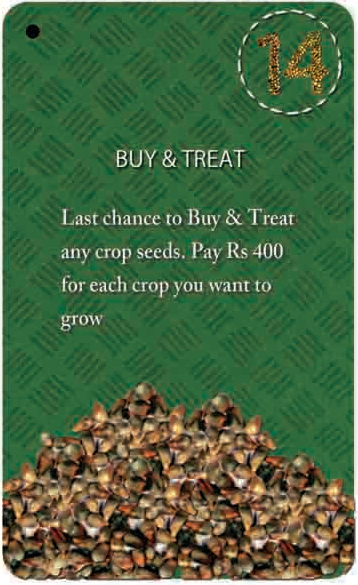 14
BUY & TREAT
Last chance to Buy & Treat
any crop seeds. Pay Rs 400
for each crop you want to
grow